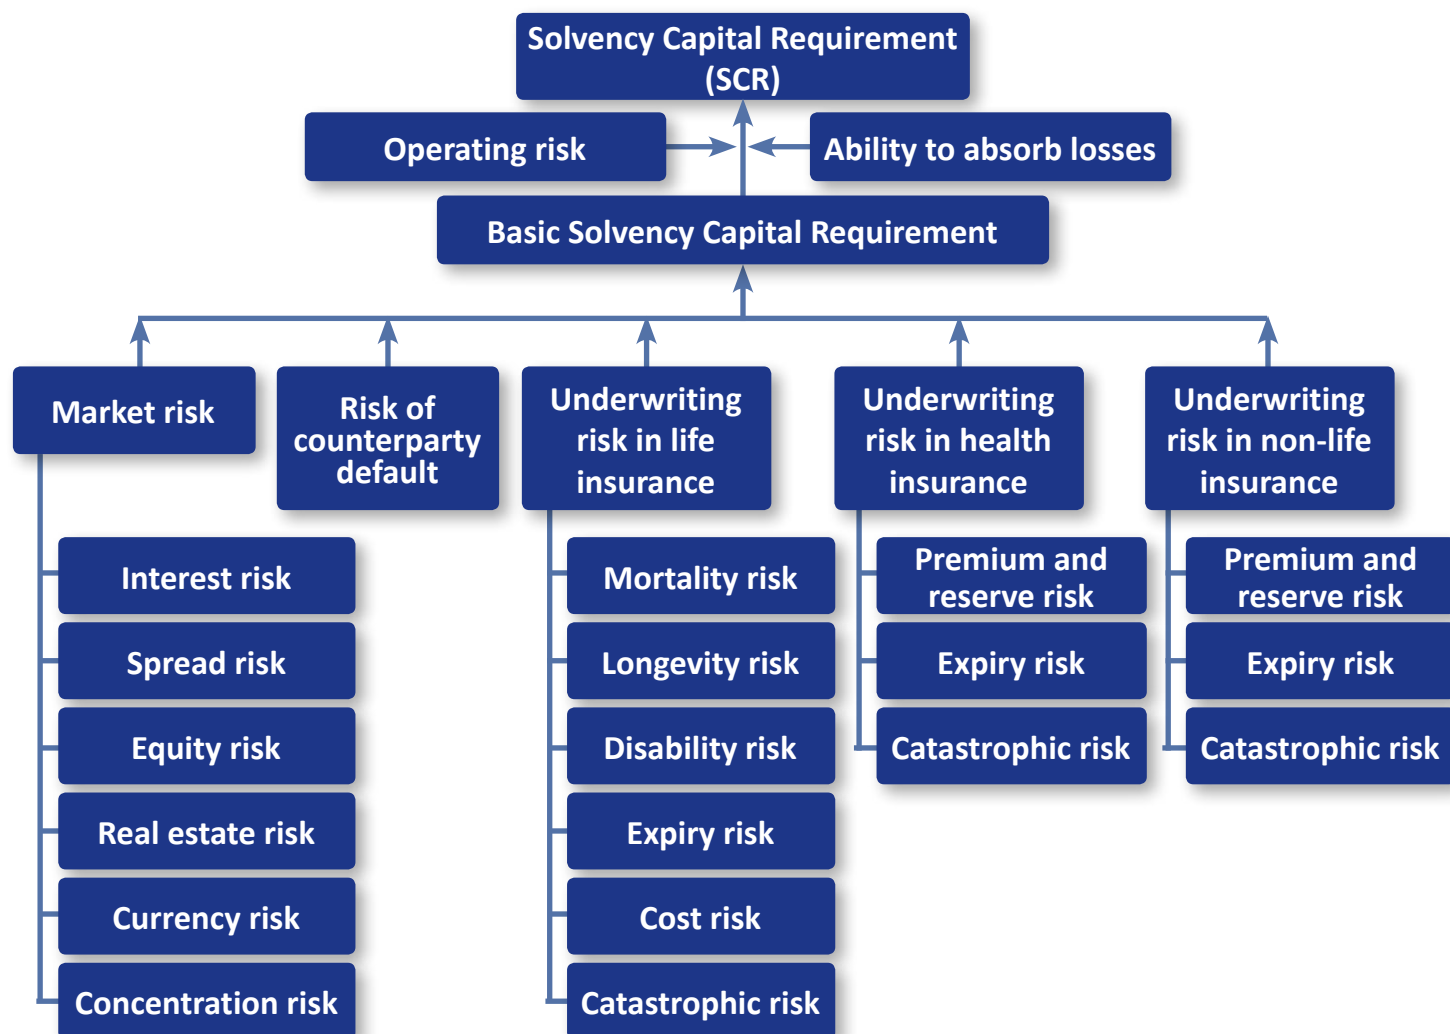 Solvency Capital Requirement
(SCR)
Operating risk
Ability to absorb losses
Basic Solvency Capital Requirement
Market risk
Risk of
counterparty
default
Underwriting
risk in life
insurance
Underwriting
risk in health
insurance
Underwriting
risk in non-life
insurance
Interest risk
Spread risk
Equity risk
Real estate risk
Currency risk
Concentration risk
Mortality risk
Longevity risk
Disability risk
Expiry risk
Cost risk
Catastrophic risk
Premium and
reserve risk
Expiry risk
Catastrophic risk
Premium and
reserve risk
Expiry risk
Catastrophic risk